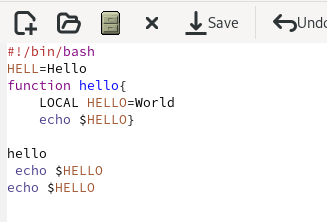 Save Undo
#!/bin/bash
HELL=Hello
function hello{
    LOCAL HELLO=World
    echo $HELLO}

hello
 echo $HELLO
echo $HELLO